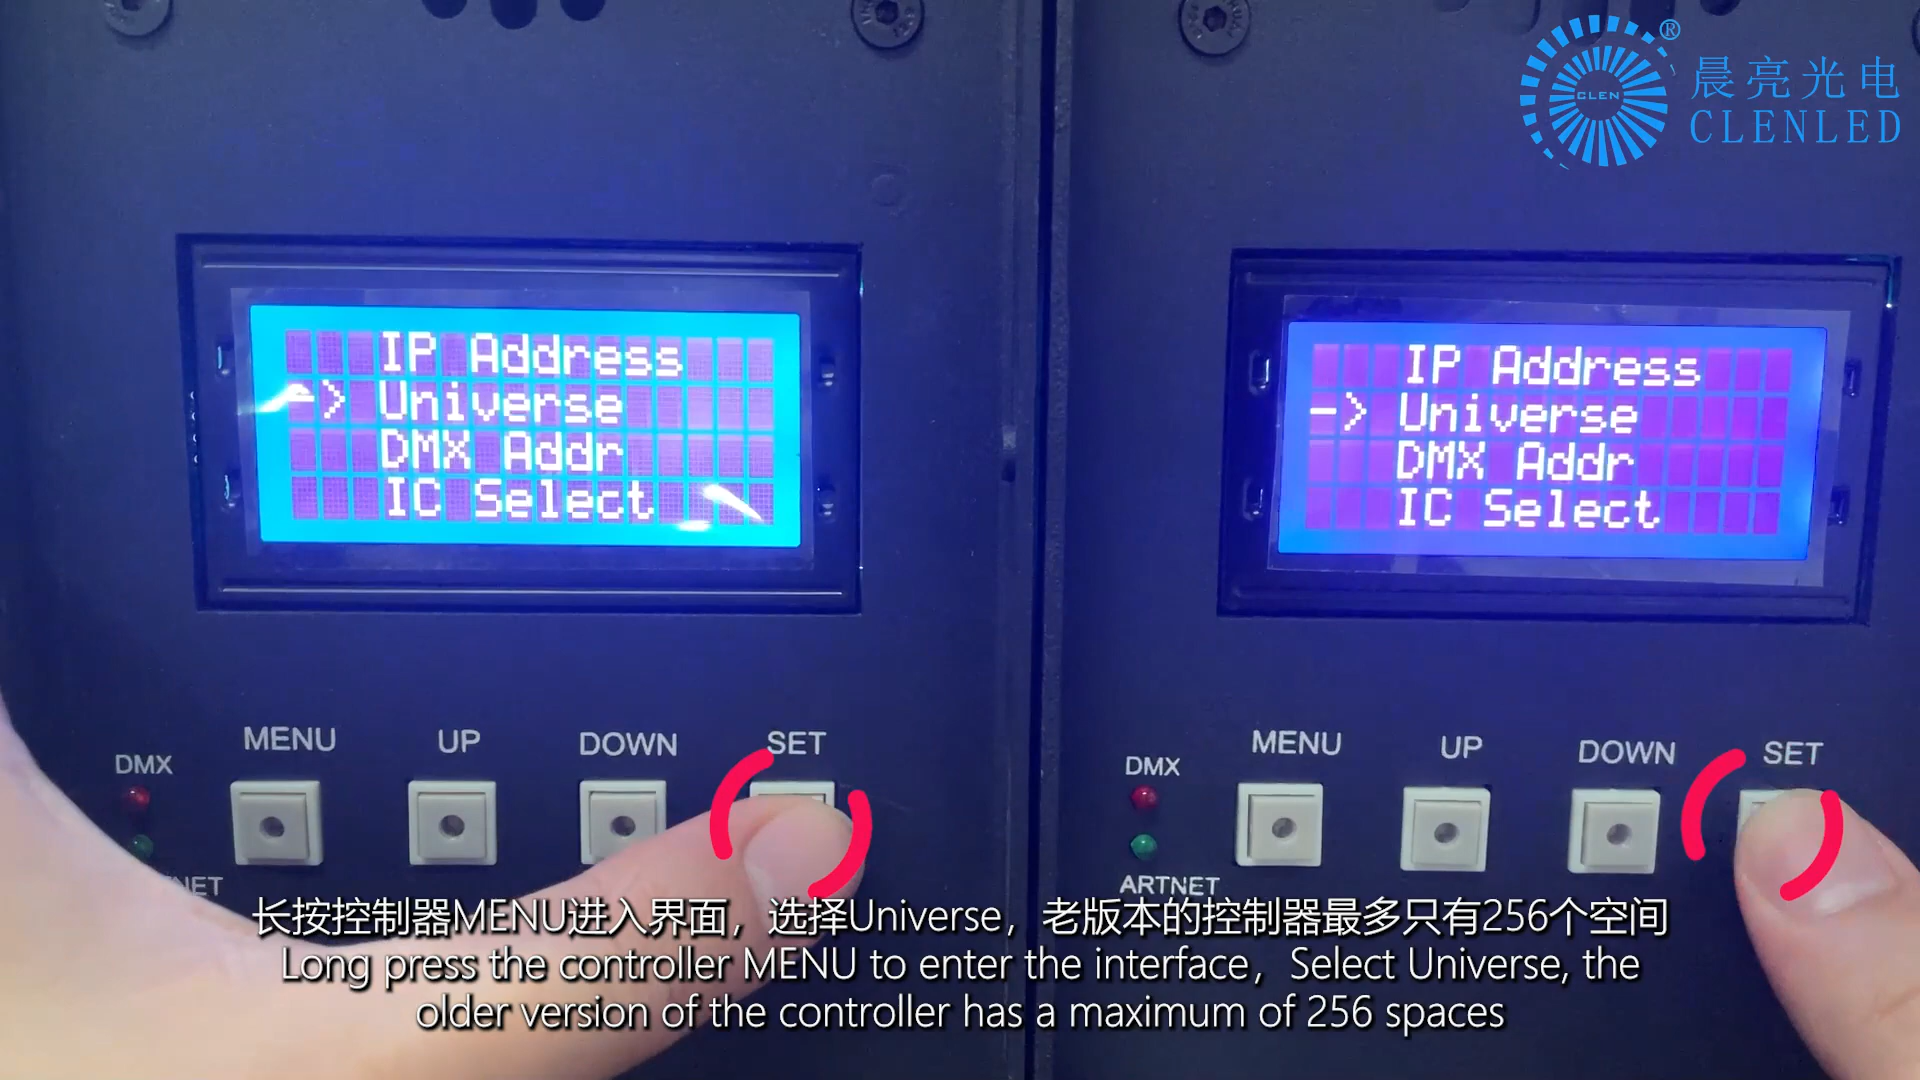 CLEN
®
晨亮光电
CLENLED
IP Address
-> Universe
DMX Addr
IC Select
IP Address
-> Universe
DMX Addr
IC Select
MENU UP DOWN SET
DMX
MENU UP DOWN SET
DMX
ARTNET
长按控制器MENU进入界面，选择Universe，老版本的控制器最多只有256个空间
Long press the controller MENU to enter the interface，Select Universe, the
older version of the controller has a maximum of 256 spaces